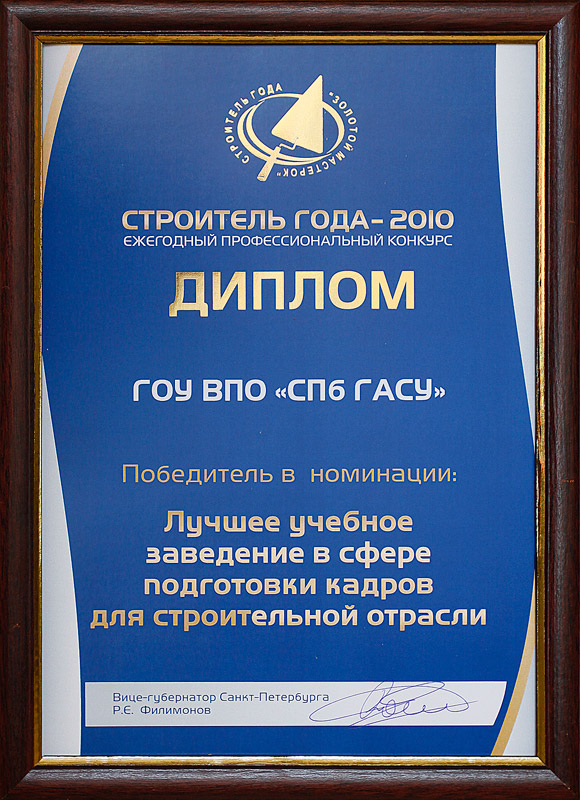 СТРОИТЕЛЬ ГОДА
"ЗОЛОТОЙ МАСТЕРОК"
СТРОИТЕЛЬ ГОДА - 2010
ЕЖЕГОДНЫЙ ПРОФЕССИОНАЛЬНЫЙ КОНКУРС
ДИПЛОМ
ГОУ ВПО «СПб ГАСУ»
Победитель в номинации:
Лучшее учебное
заведение в сфере
подготовки кадров
для строительной отрасли
Вице-губернатор Санкт-Петербурга
Р.Е. Филимонов